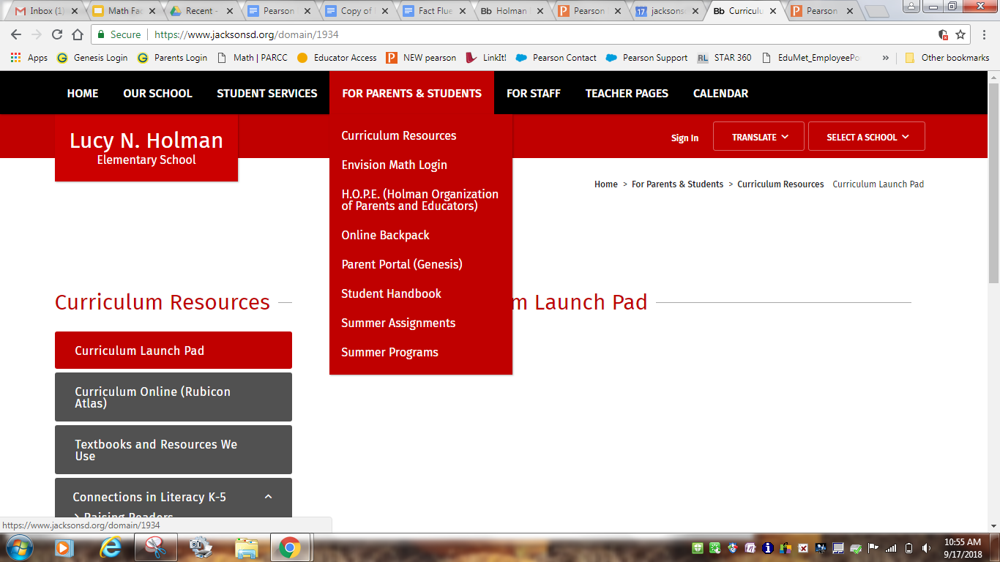 Inbox (1)
Math Fac
Recent -
Pearson
Copy of
Fact Flue
Bb Holman
Pearson
17 jacksons
Bb Curriculu
Pearson
Secure https://www.jacksonsd.org/domain/1934
Apps Genesis Login Parents Login Math | PARCC Educator Access NEW pearson LinkIt! Pearson Contact Pearson Support RL STAR 360 EduMet_EmployeePo » Other bookmarks
HOME OUR SCHOOL STUDENT SERVICES FOR PARENTS & STUDENTS FOR STAFF TEACHER PAGES CALENDAR
Lucy N. Holman
Elementary School
Sign In TRANSLATE SELECT A SCHOOL
Home > For Parents & Students > Curriculum Resources Curriculum Launch Pad
Curriculum Resources
Envision Math Login
H.O.P.E. (Holman Organization
of Parents and Educators)
Online Backpack
Parent Portal (Genesis)
Student Handbook
Summer Assignments
Summer Programs
Curriculum Resources
m Launch Pad
Curriculum Launch Pad
Curriculum Online (Rubicon
Atlas)
Textbooks and Resources We
Use
Connections in Literacy K-5
> Raising Readers
https://www.jacksonsd.org/domain/1934
10:55 AM
9/17/2018